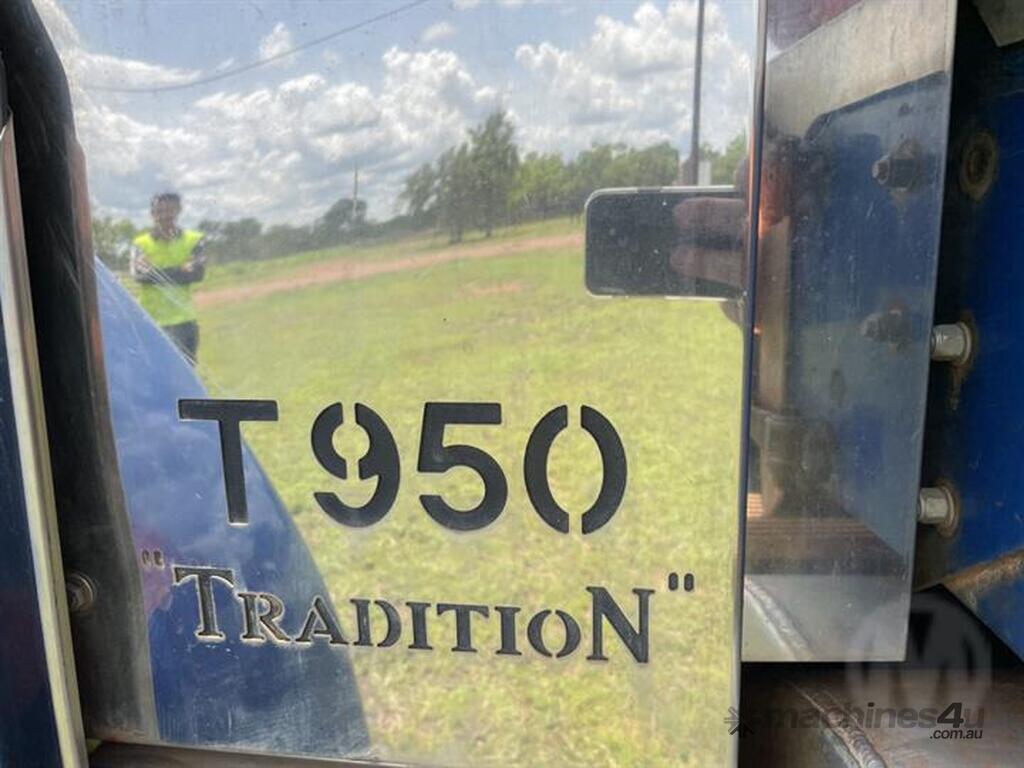 T950
"TRADITION"
machines4u
.com.au